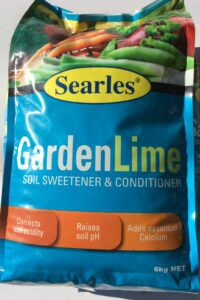 Searles®
GardenLime
SOIL SWEETENER & CONDITIONER
Corrects
soil acidity
Raises
soil pH
Adds essential
Calcium
6kg NET